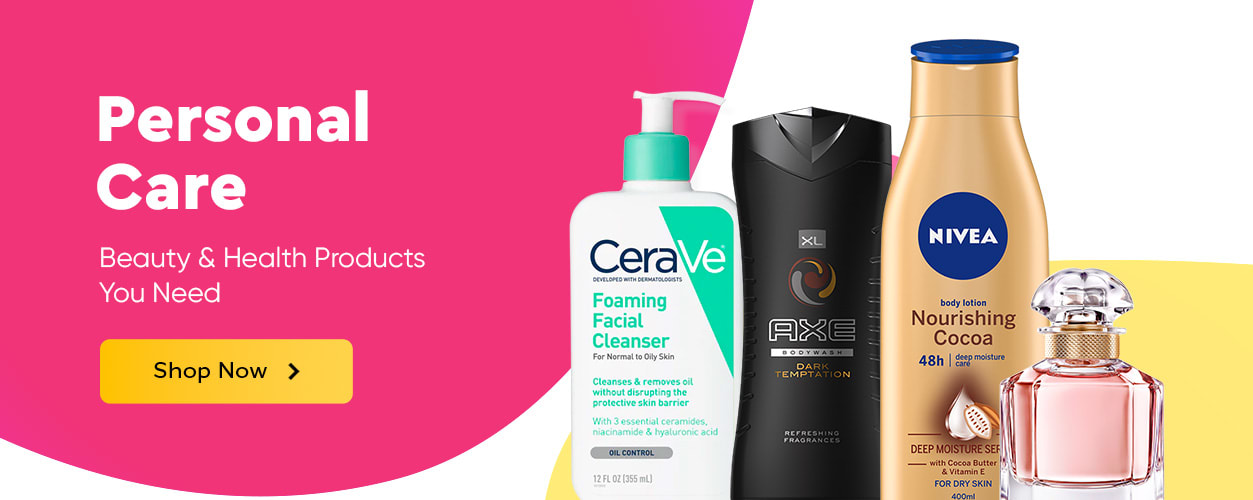 Personal
Care
Beauty & Health Products
You Need
Shop Now
CeraVe
DEVELOPED WITH DERMATOLOGISTS
Foaming
Facial
Cleanser
For Normal to Oily Skin
Cleanses & removes oil
without disrupting the
protective skin barrier
With 3 essential ceramides,
niacinamide & hyaluronic acid
OIL CONTROL
12 FL OZ (355 mL)
XL
AXE
BODYWASH
DARK
TEMPTATION
REFRESHING
FRAGRANCES
NIVEA
body lotion
Nourishing
Cocoa
48h | deep moisture
care
DEEP MOISTURE SER
with Cocoa Butter
& Vitamin E
FOR DRY SKIN
400ml